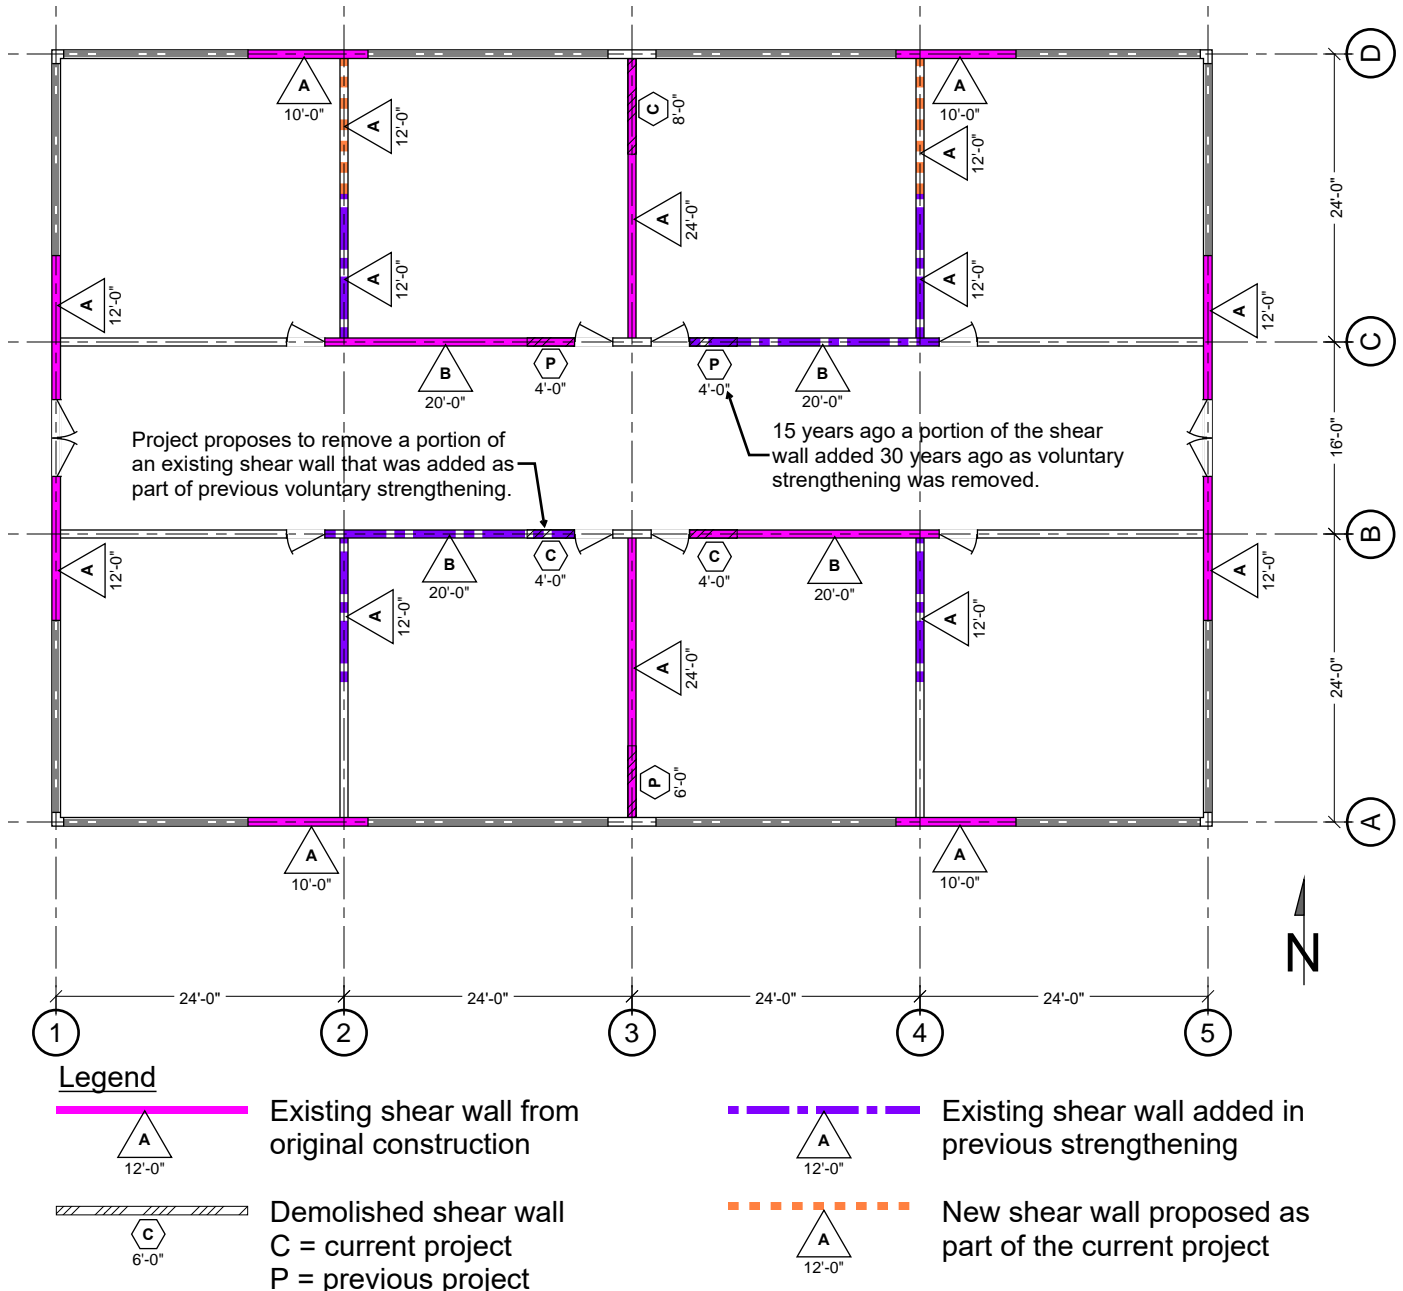 D
A
10'-0"
A
10'-0"
C
8'-0"
A
12'-0"
A
12'-0"
A
24'-0"
24'-0"
A
12'-0"
A
12'-0"
A
12'-0"
A
12'-0"
C
B
20'-0"
P
4'-0"
P
4'-0"
B
20'-0"
Project proposes to remove a portion of
an existing shear wall that was added as
part of previous voluntary strengthening.
15 years ago a portion of the shear
wall added 30 years ago as voluntary
strengthening was removed.
16'-0"
B
A
12'-0"
B
20'-0"
C
4'-0"
C
4'-0"
B
20'-0"
A
12'-0"
A
12'-0"
A
12'-0"
A
24'-0"
24'-0"
P
6'-0"
A
A
10'-0"
A
10'-0"
N
24'-0"
24'-0"
24'-0"
24'-0"
1
2
3
4
5
Legend
A
12'-0"
Existing shear wall from
original construction
A
12'-0"
Existing shear wall added in
previous strengthening
C
6'-0"
Demolished shear wall
C = current project
P = previous project
A
12'-0"
New shear wall proposed as
part of the current project